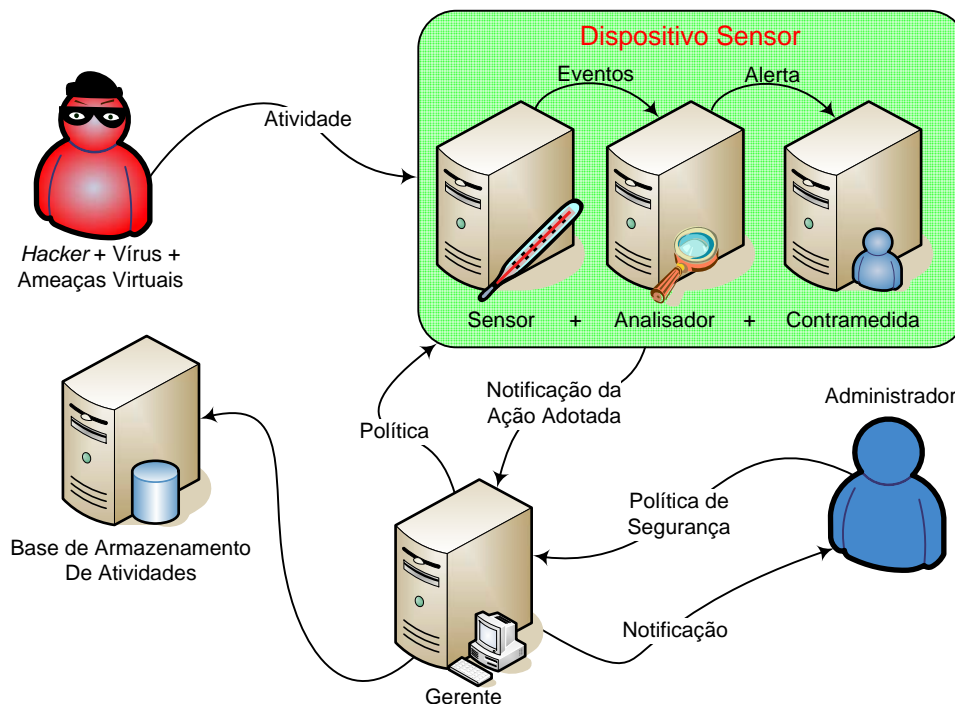 Dispositivo Sensor
Eventos
Alerta
Atividade
Hacker + Vírus +
Ameaças Virtuais
Sensor + Analisador + Contramedida
Notificação da
Ação Adotada
Administrador
Política
Política de
Segurança
Base de Armazenamento
De Atividades
Notificação
Gerente